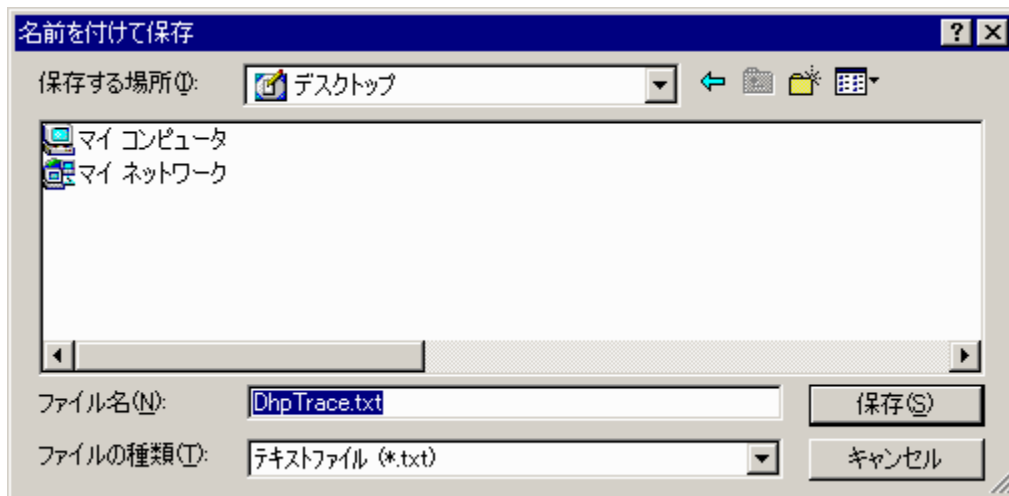 名前を付けて保存
保存する場所(I): デスクトップ
マイ コンピュータ
マイ ネットワーク
ファイル名(N): DhpTrace.txt 保存(S)
ファイルの種類(T): テキストファイル (*.txt) キャンセル